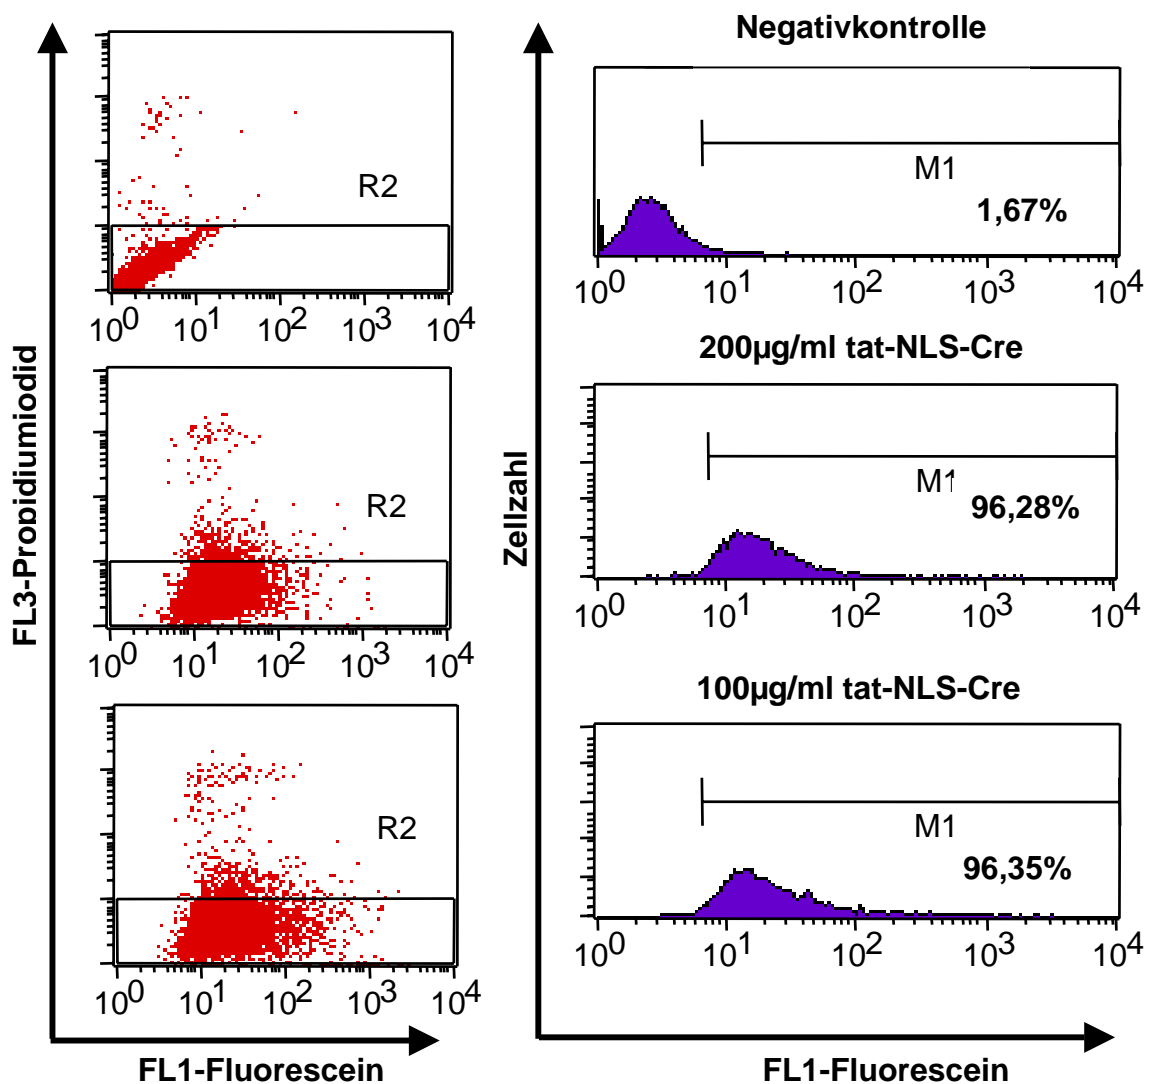 FL3-Propidiumiodid
R2
10^0 10^1 10^2 10^3 10^4
R2
10^0 10^1 10^2 10^3 10^4
R2
10^0 10^1 10^2 10^3 10^4
FL1-Fluorescein
Zellzahl
Negativkontrolle
M1
1,67%
10^0 10^1 10^2 10^3 10^4
200µg/ml tat-NLS-Cre
M1
96,28%
10^0 10^1 10^2 10^3 10^4
100µg/ml tat-NLS-Cre
M1
96,35%
10^0 10^1 10^2 10^3 10^4
FL1-Fluorescein